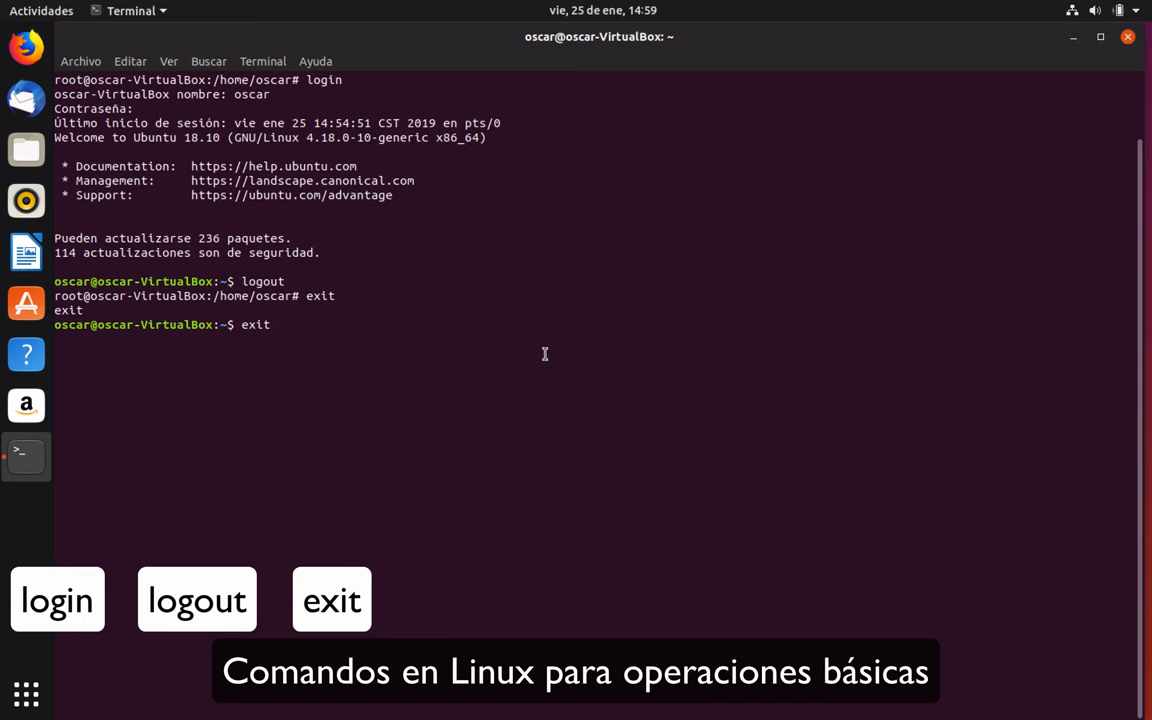 Actividades
Terminal
vie, 25 de ene, 14:59
oscar@oscar-VirtualBox: ~
Archivo Editar Ver Buscar Terminal Ayuda
root@oscar-VirtualBox:/home/oscar# login
oscar-VirtualBox nombre: oscar
Contraseña:
Último inicio de sesión: vie ene 25 14:54:51 CST 2019 en pts/0
Welcome to Ubuntu 18.10 (GNU/Linux 4.18.0-10-generic x86_64)
* Documentation: https://help.ubuntu.com
* Management: https://landscape.canonical.com
* Support: https://ubuntu.com/advantage
Pueden actualizarse 236 paquetes.
114 actualizaciones son de seguridad.
oscar@oscar-VirtualBox:~$ logout
root@oscar-VirtualBox:/home/oscar# exit
exit
oscar@oscar-VirtualBox:~$ exit
login
logout
exit
Comandos en Linux para operaciones básicas